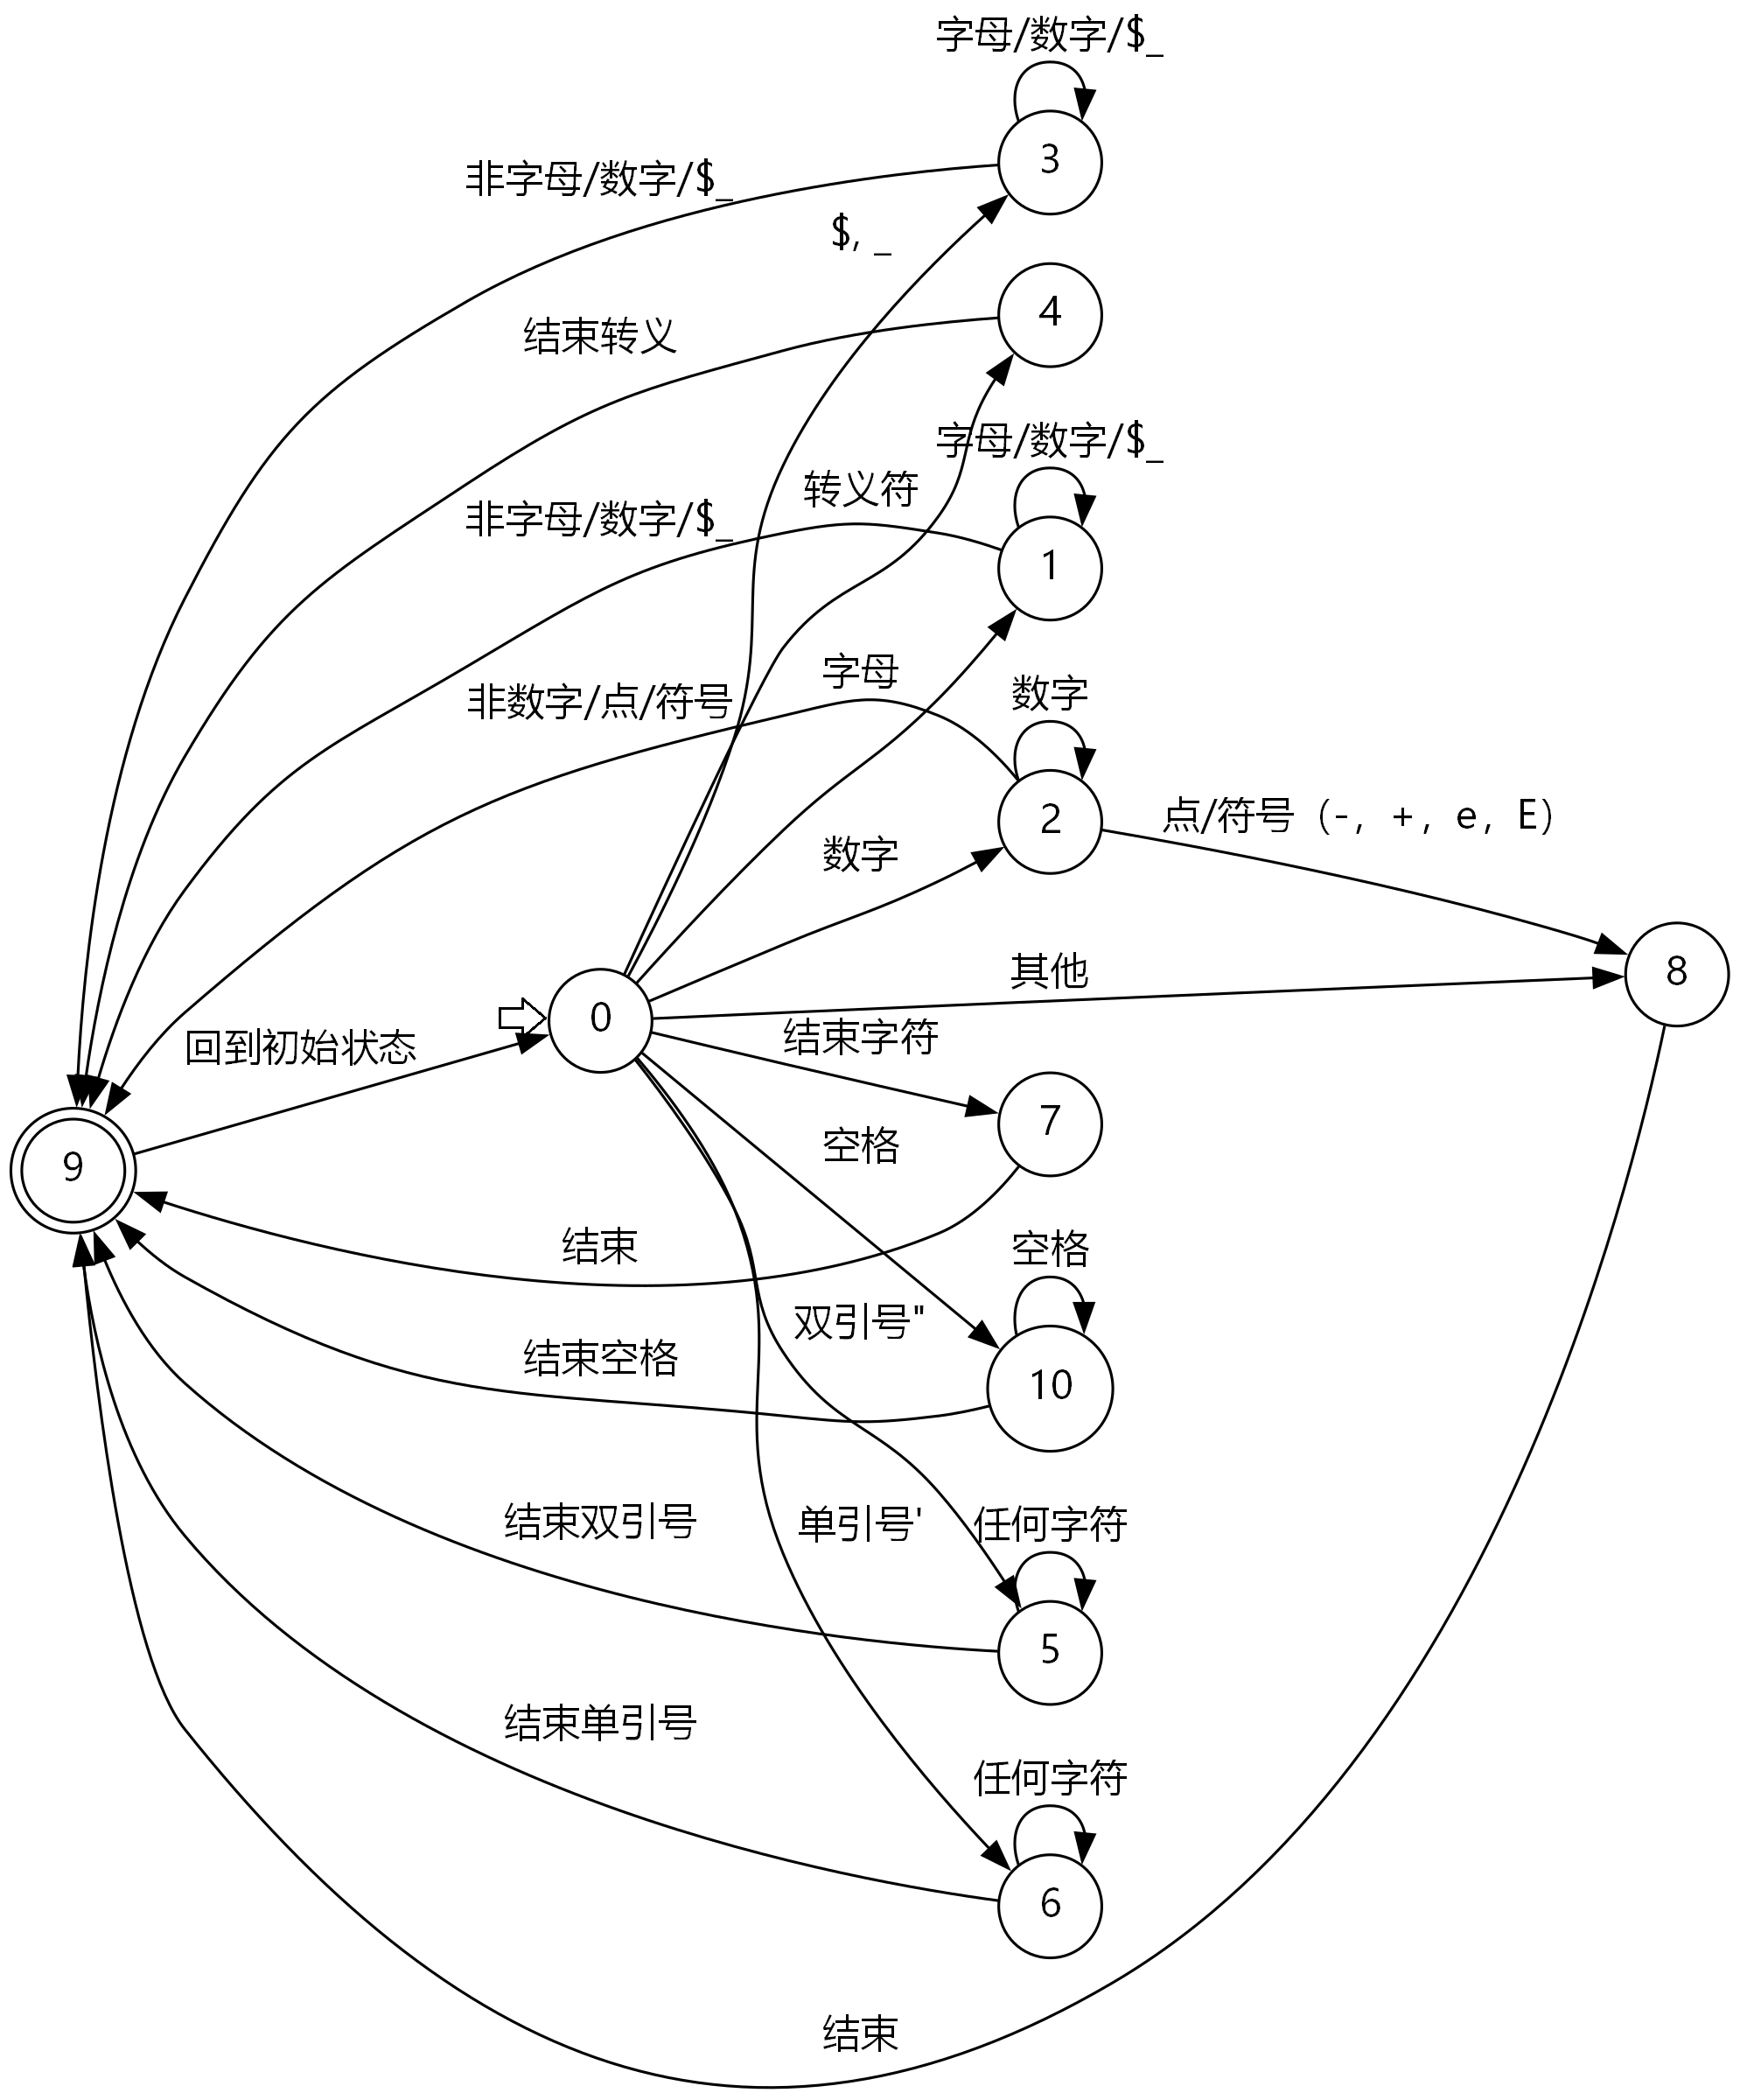 字母/数字/$_
3
非字母/数字/$_
$, _
4
结束转义
字母/数字/$_
转义符
非字母/数字/$_
1
字母
数字
非数字/点/符号
2
点/符号（-，+，e，E）
数字
其他
8
0
结束字符
回到初始状态
7
空格
9
结束
空格
双引号"
结束空格
10
结束双引号
单引号'
任何字符
5
结束单引号
任何字符
6
结束